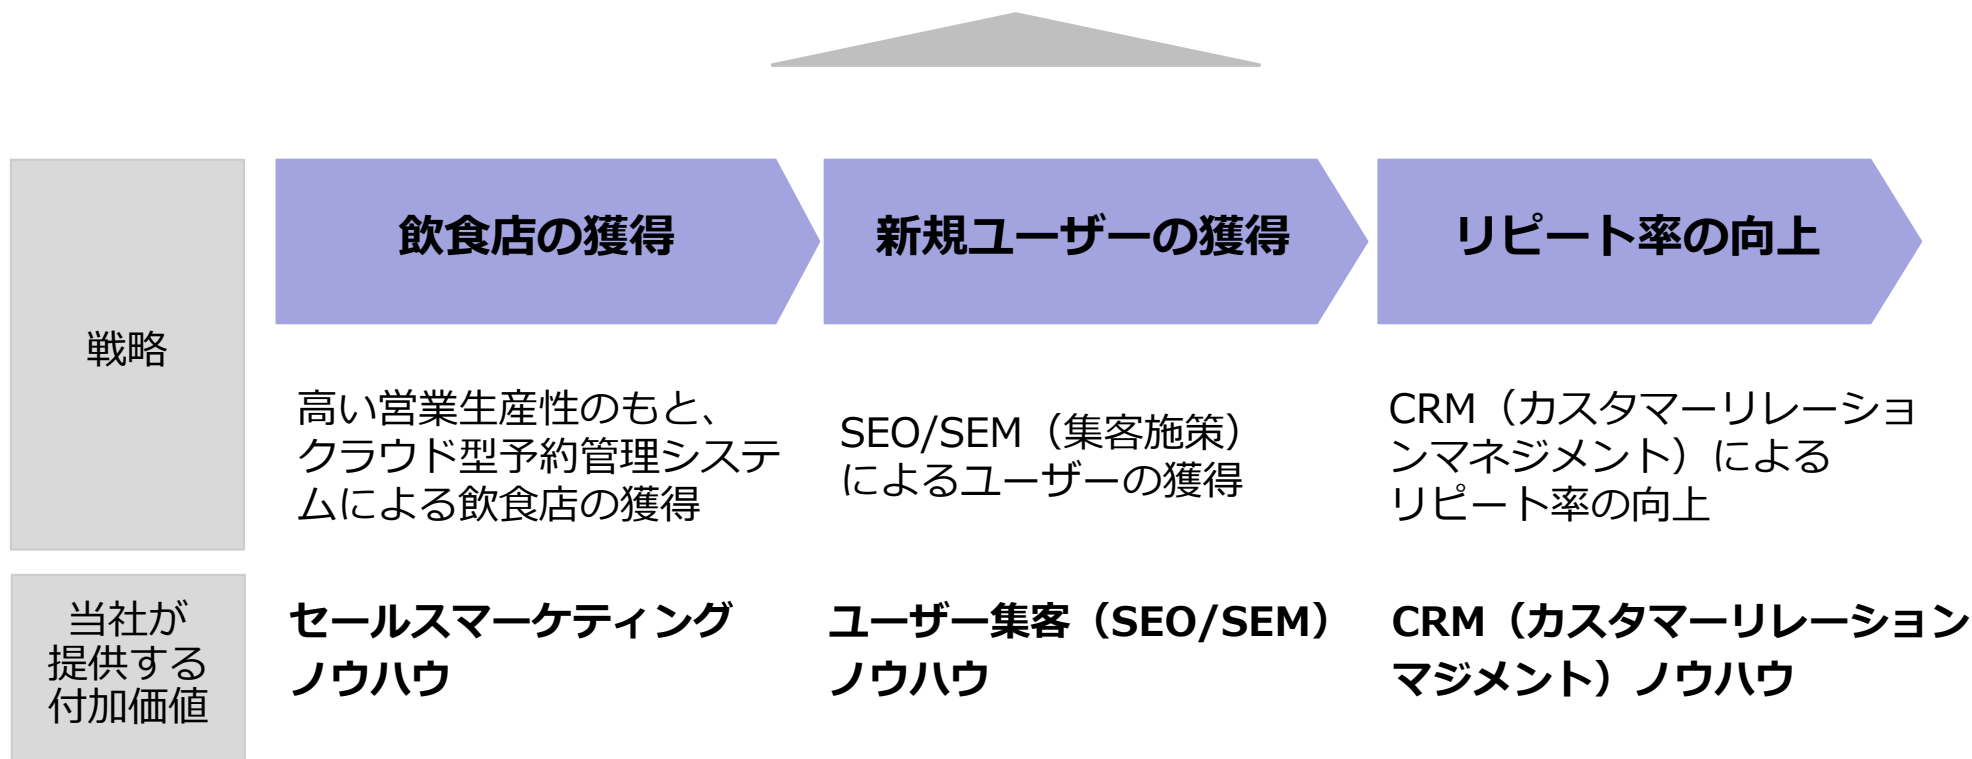 飲食店の獲得
新規ユーザーの獲得
リピート率の向上
戦略
高い営業生産性のもと、
クラウド型予約管理システ
ムによる飲食店の獲得
SEO/SEM（集客施策）
によるユーザーの獲得
CRM（カスタマーリレーショ
ンマネジメント）による
リピート率の向上
当社が
提供する
付加価値
セールスマーケティング
ノウハウ
ユーザー集客（SEO/SEM）
ノウハウ
CRM（カスタマーリレーション
マジメント）ノウハウ